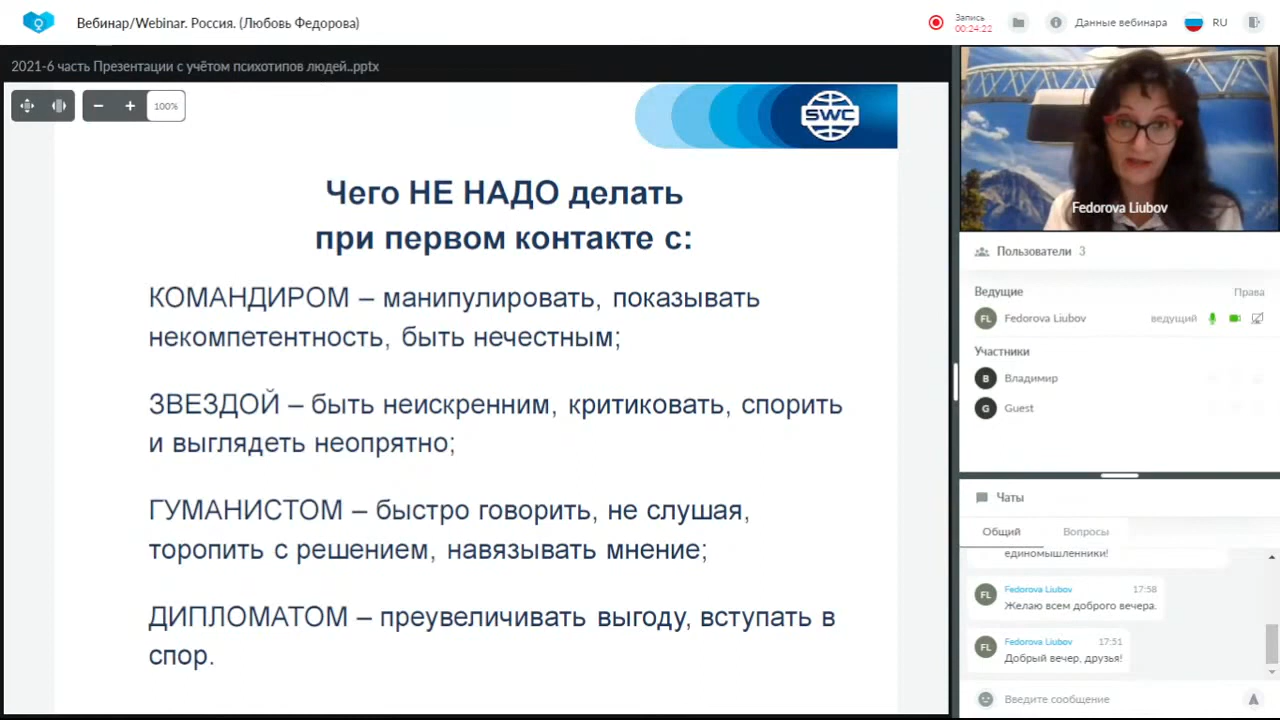 Вебинар/Webinar. Россия. (Любовь Федорова)
Запись
00:24:22
Данные вебинара
RU
2021-6 часть Презентации с учётом психотипов людей..pptx
100%
SWC
Чего НЕ НАДО делать
при первом контакте с:
КОМАНДИРОМ – манипулировать, показывать
некомпетентность, быть нечестным;
ЗВЕЗДОЙ – быть неискренним, критиковать, спорить
и выглядеть неопрятно;
ГУМАНИСТОМ – быстро говорить, не слушая,
торопить с решением, навязывать мнение;
ДИПЛОМАТОМ – преувеличивать выгоду, вступать в
спор.
Fedorova Liubov
Пользователи 3
Ведущие Права
FL Fedorova Liubov ведущий
Участники
В Владимир
G Guest
Чаты
Общий Вопросы
единомышленники!
FL Fedorova Liubov 17:58
Желаю всем доброго вечера.
FL Fedorova Liubov 17:51
Добрый вечер, друзья!
Введите сообщение